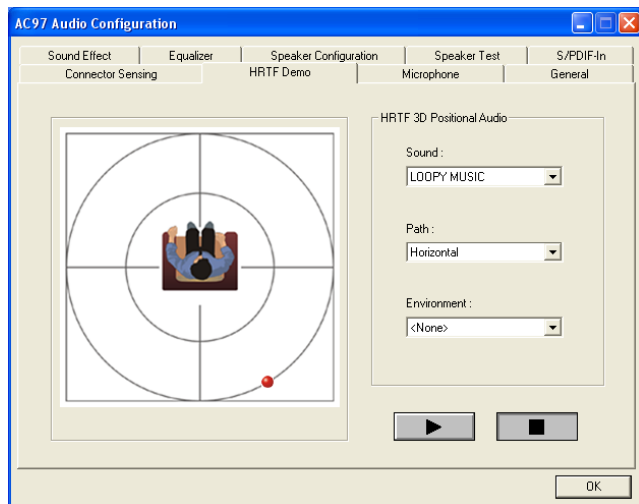 AC97 Audio Configuration
Sound Effect Equalizer Speaker Configuration Speaker Test S/PDIF-In
Connector Sensing HRTF Demo Microphone General
HRTF 3D Positional Audio
Sound :
LOOPY MUSIC
Path :
Horizontal
Environment :
<None>
OK